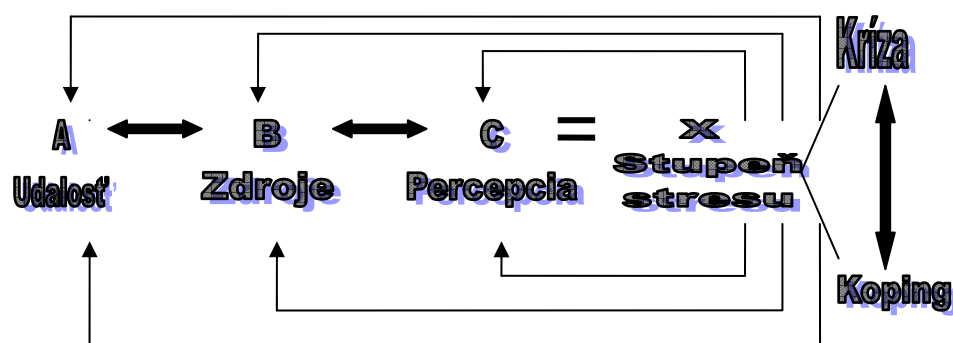 Kríza
A B C = x
Udalosť Zdroje Percepcia Stupeň
stresu
Koping